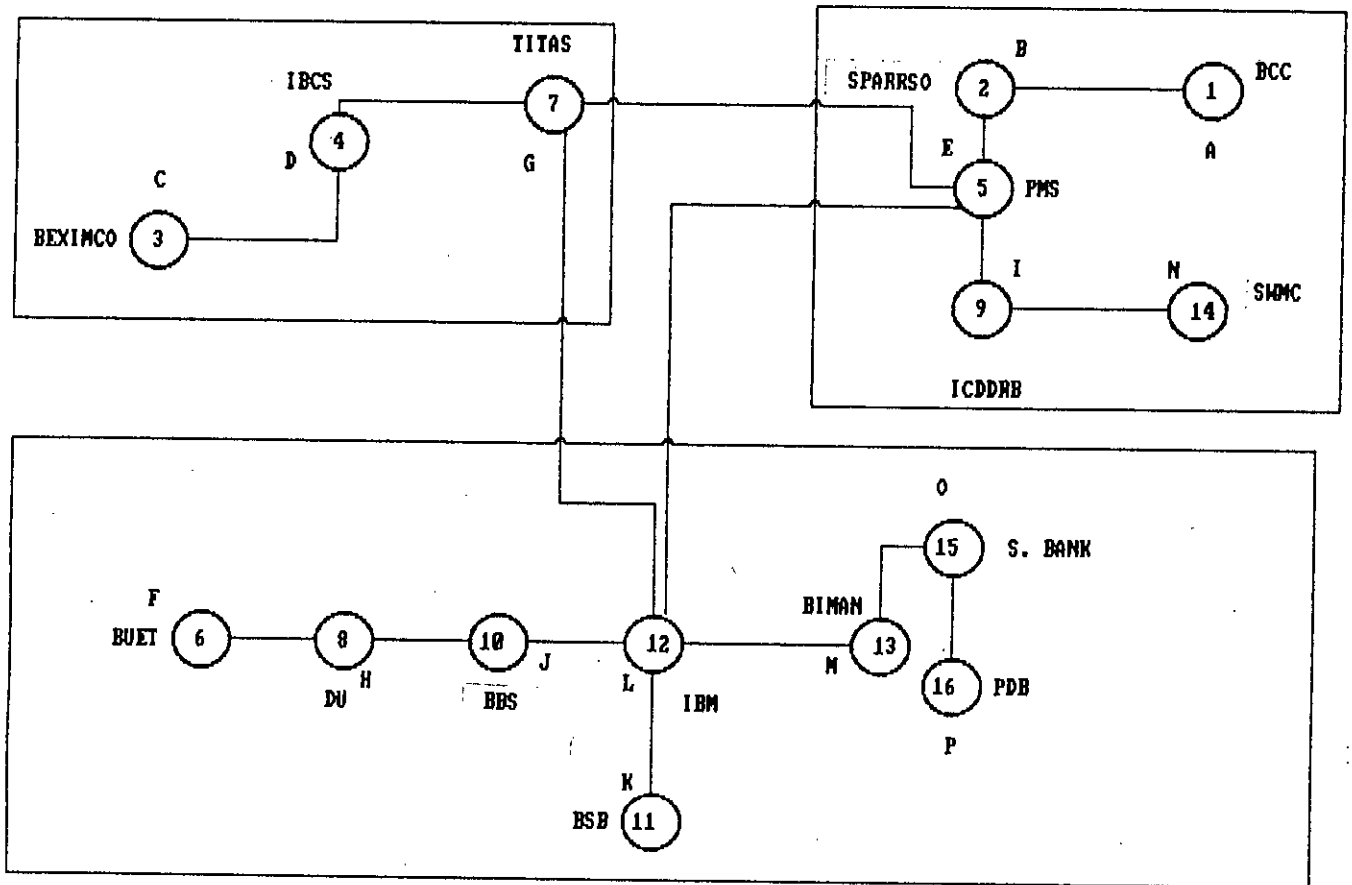 TITAS
IBCS
7
4
D
G
C
BEXIMCO 3
B
SPARRSO 2
1 BCC
A
E
5 PMS
I
9
N
14 SWMC
ICDDRB
O
15 S. BANK
F
BUET 6
8
H
DU
10
J
BBS
12
L
IBM
BIMAN
M 13
16 PDB
P
K
BSB 11